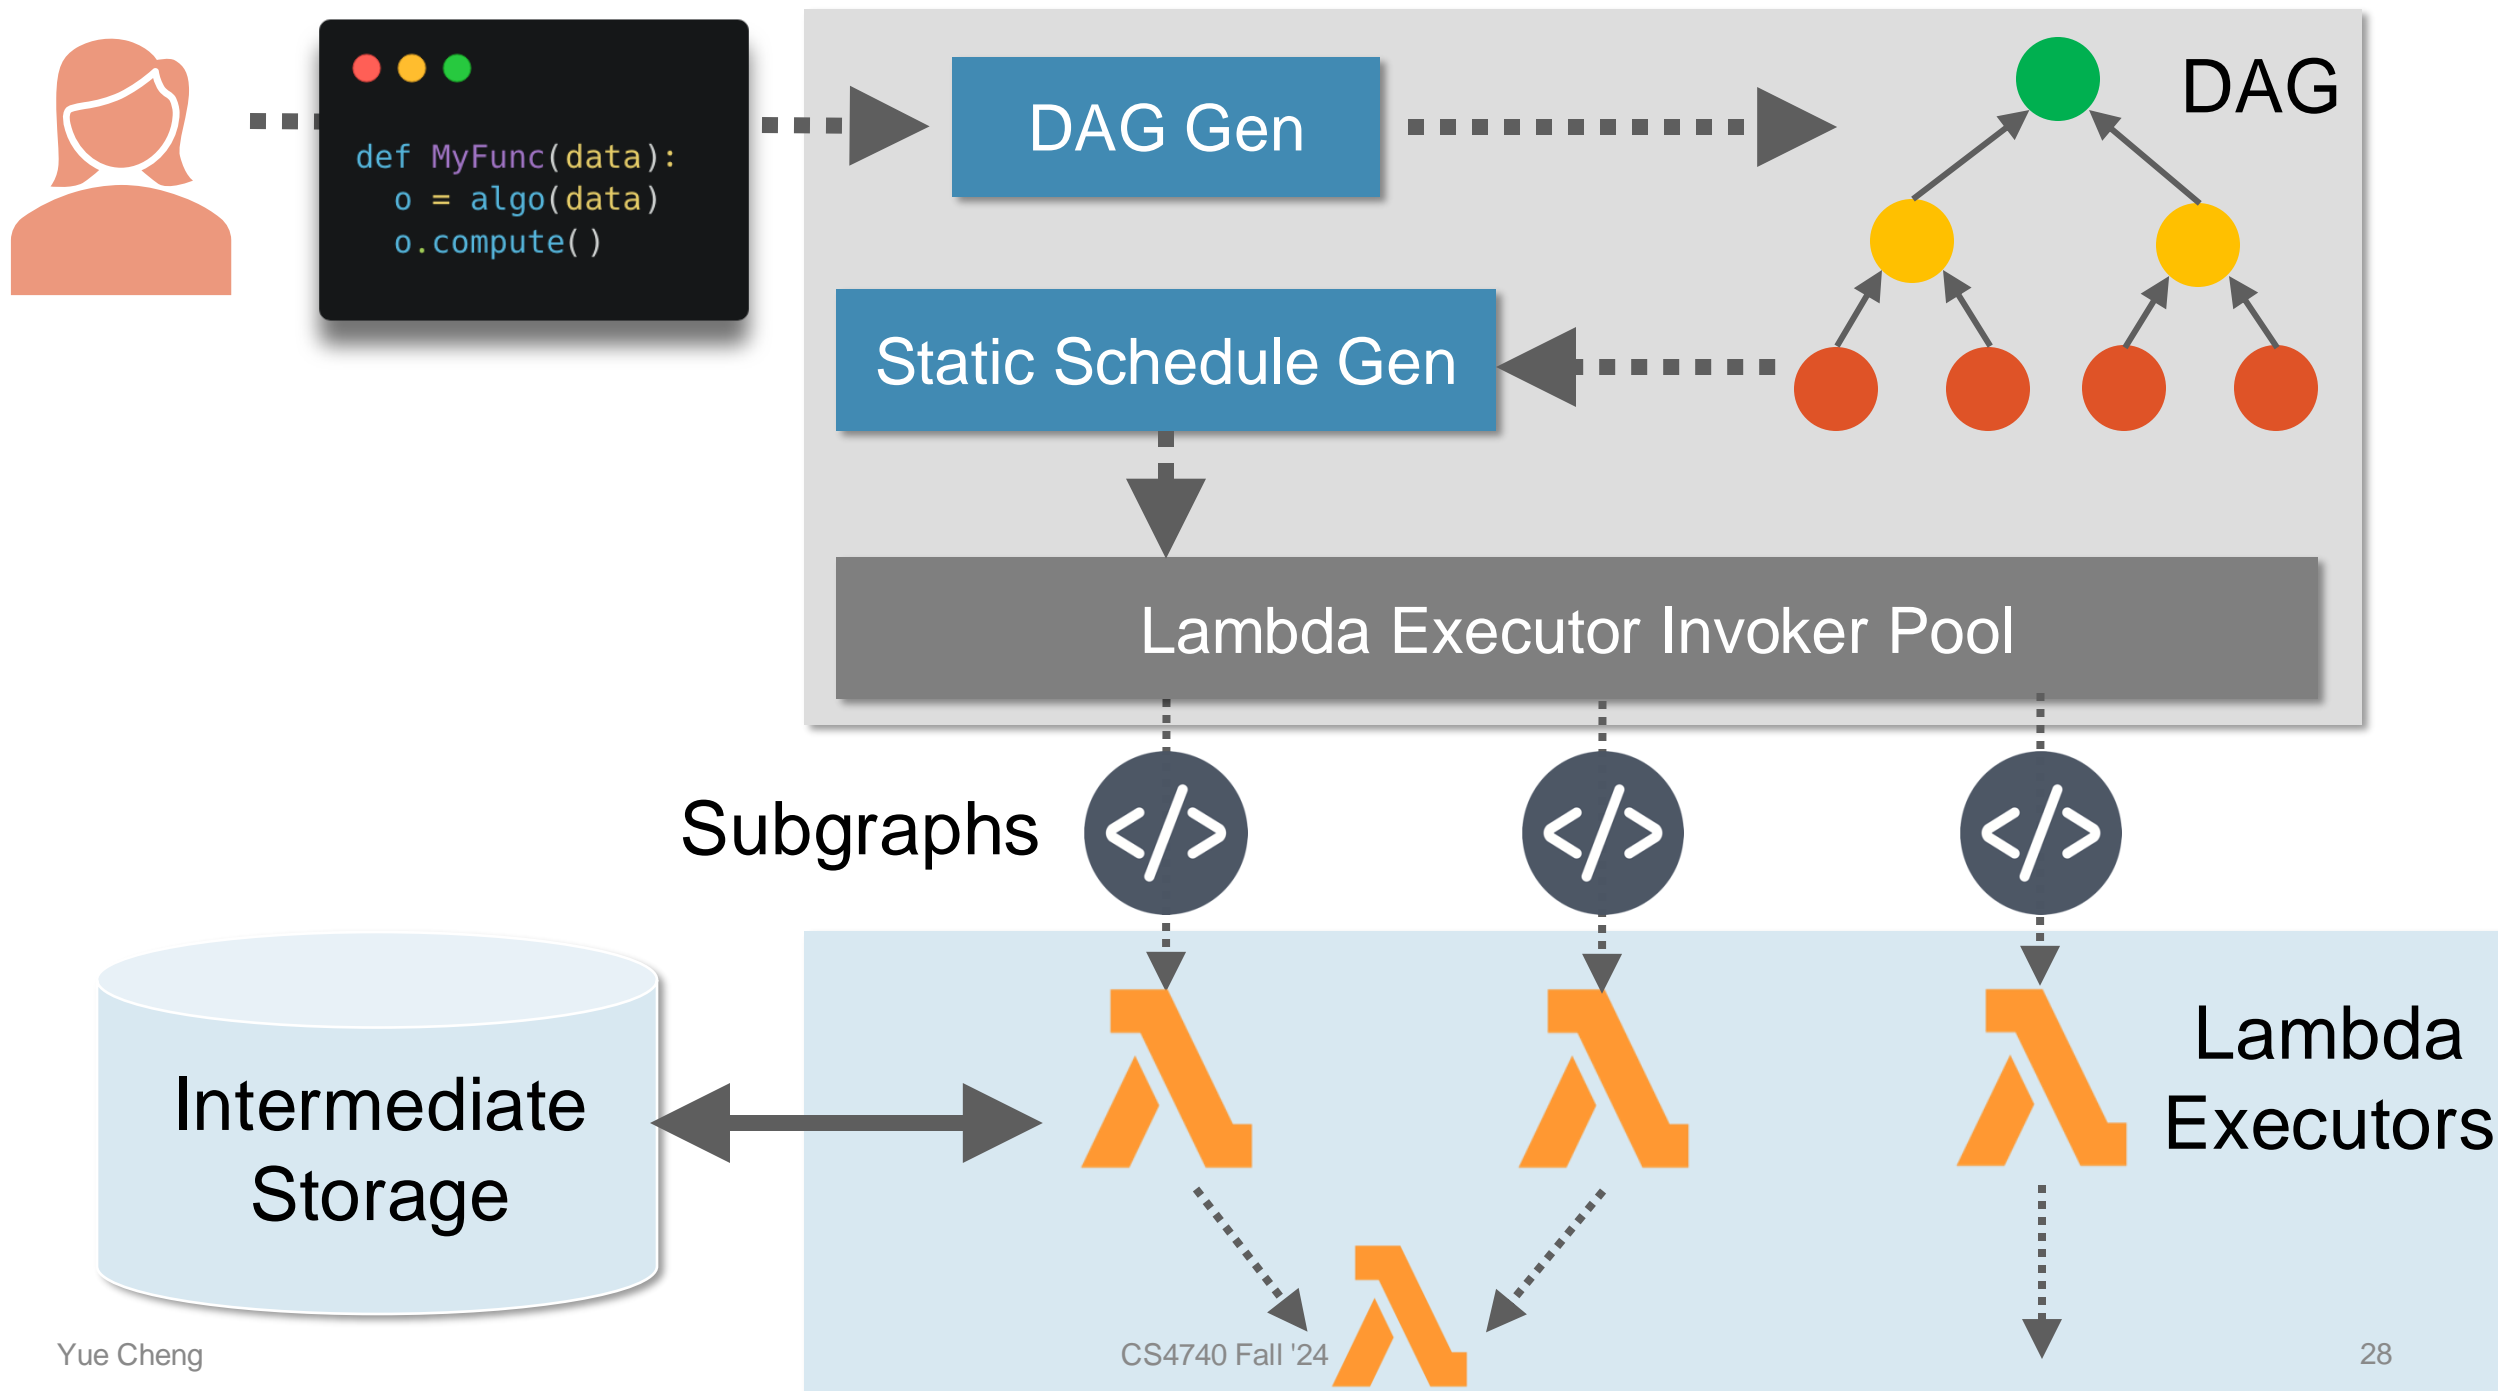 def MyFunc(data):
o = algo(data)
o.compute()
DAG Gen
DAG
Static Schedule Gen
Lambda Executor Invoker Pool
Subgraphs
</>
</>
</>
Lambda
Executors
Intermediate
Storage
Yue Cheng
CS4740 Fall '24
28